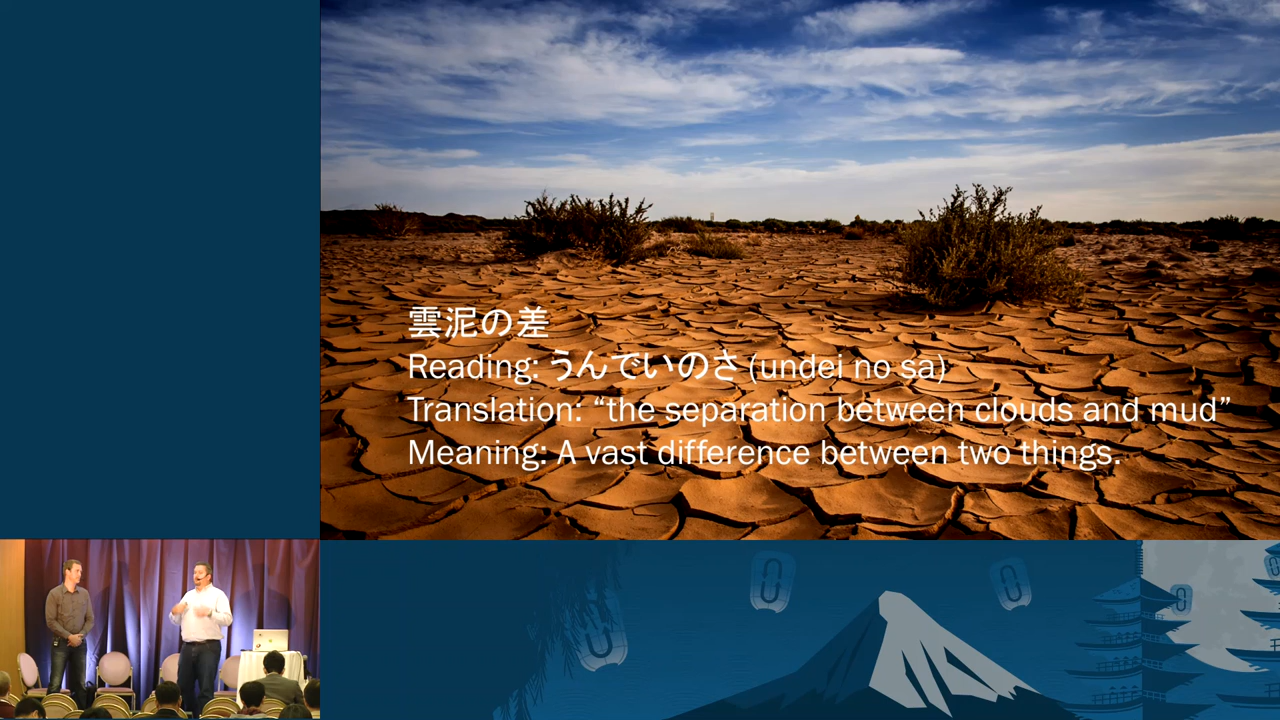 雲泥の差
Reading: うんでいのさ (undei no sa)
Translation: “the separation between clouds and mud”
Meaning: A vast difference between two things.